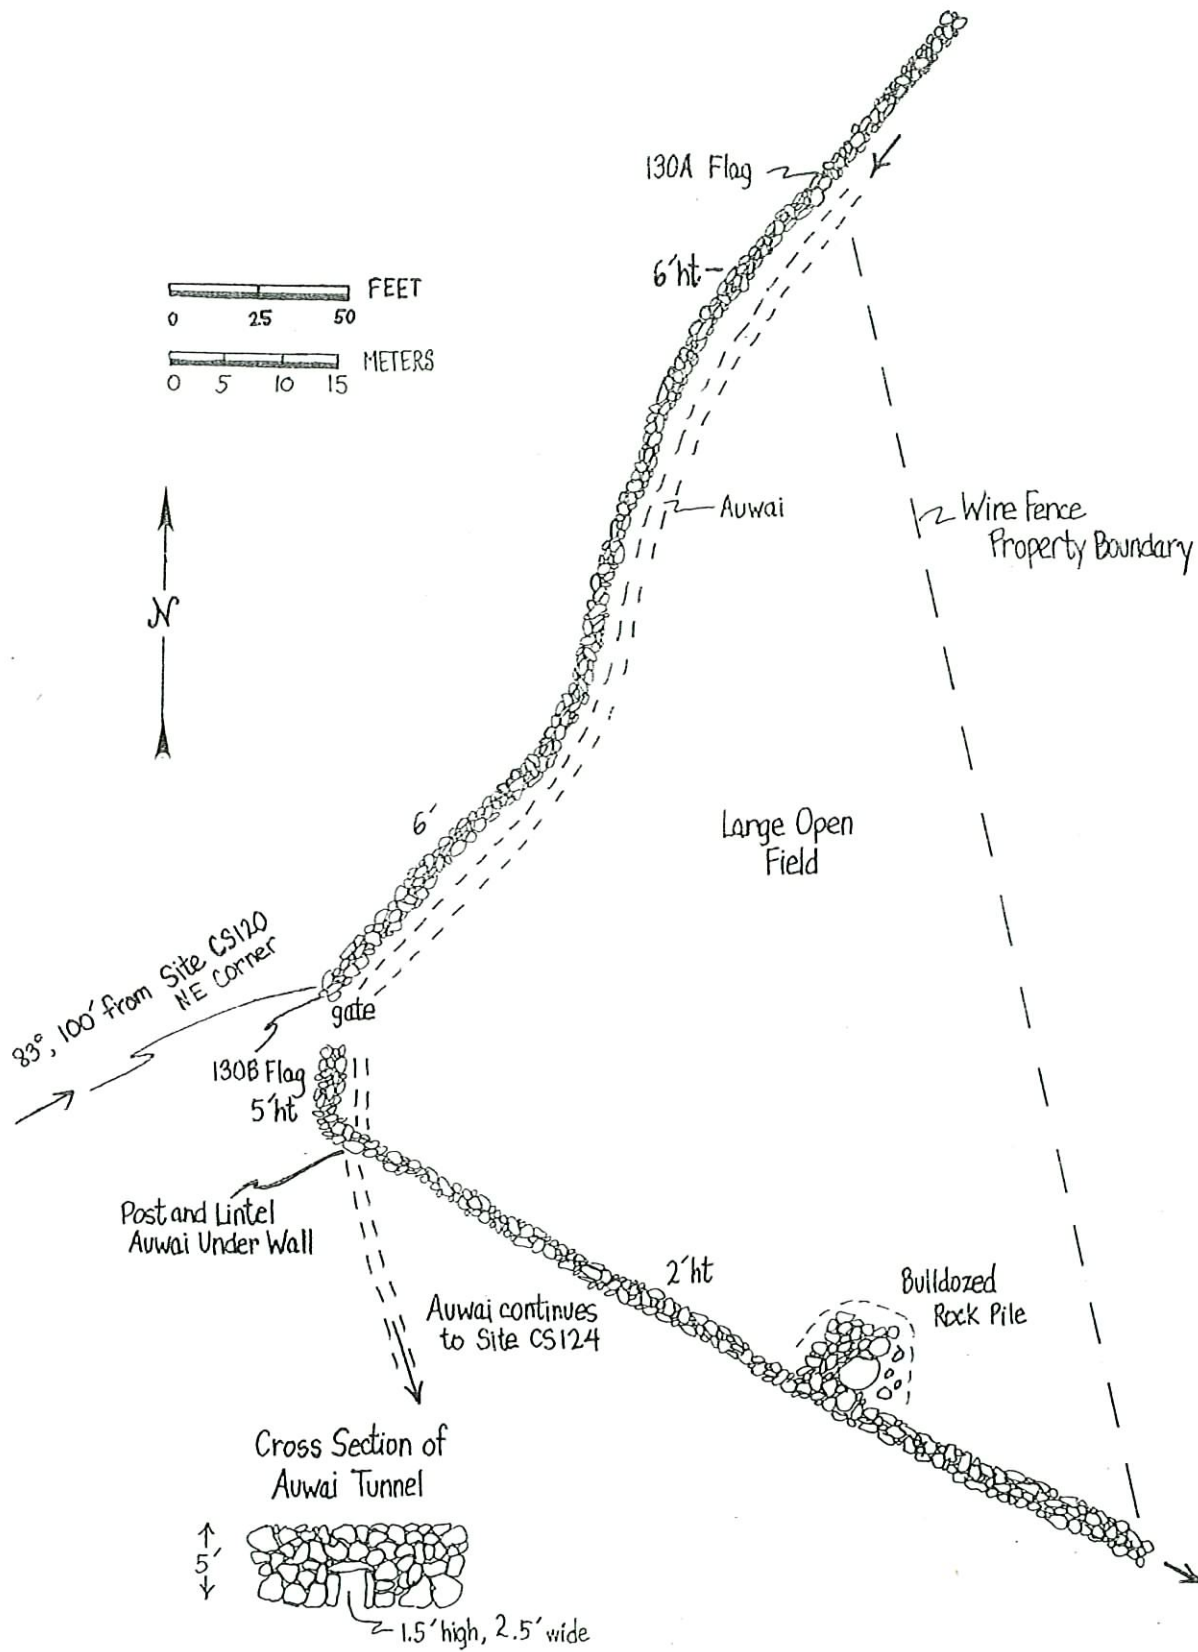 130A Flag
6'ht
FEET
0 25 50
METERS
0 5 10 15
Auwai
Wire Fence
Property Boundary
N
6'
Large Open
Field
83°, 100' from Site CS120
NE Corner
gate
130B Flag
5'ht
Post and Lintel
Auwai Under Wall
2'ht
Bulldozed
Rock Pile
Auwai continues
to Site CS124
Cross Section of
Auwai Tunnel
5'
1.5' high, 2.5' wide